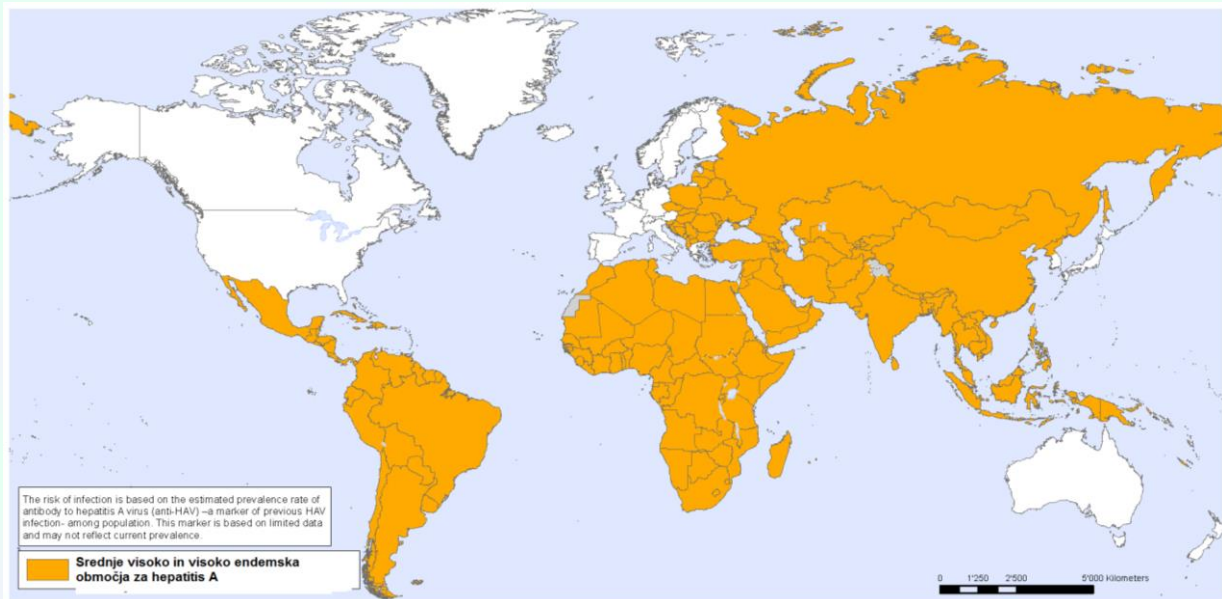 The risk of infection is based on the estimated prevalence rate of
antibody to hepatitis A virus (anti-HAV) –a marker of previous HAV
infection- among population. This marker is based on limited data
and may not reflect current prevalence.
Srednje visoko in visoko endemska
območja za hepatitis A
0 1'250 2'500 5'000 Kilometers